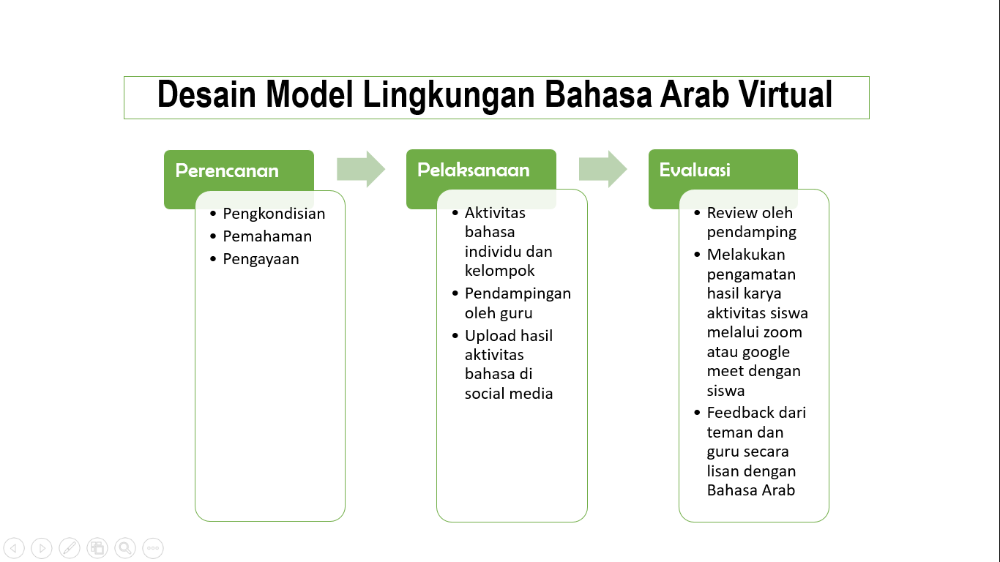 Desain Model Lingkungan Bahasa Arab Virtual
Perencanan
• Pengkondisian
• Pemahaman
• Pengayaan
Pelaksanaan
• Aktivitas
bahasa
individu dan
kelompok
• Pendampingan
oleh guru
• Upload hasil
aktivitas
bahasa di
social media
Evaluasi
• Review oleh
pendamping
• Melakukan
pengamatan
hasil karya
aktivitas siswa
melalui zoom
atau google
meet dengan
siswa
• Feedback dari
teman dan
guru secara
lisan dengan
Bahasa Arab